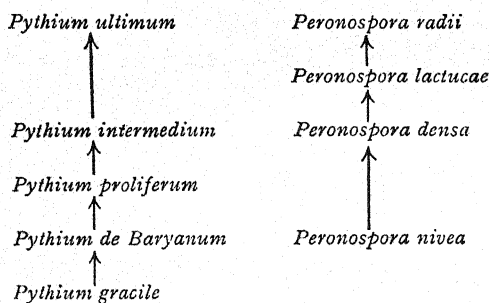 Pythium ultimum
Pythium intermedium
Pythium proliferum
Pythium de Baryanum
Pythium gracile
Peronospora radii
Peronospora lactucae
Peronospora densa
Peronospora nivea